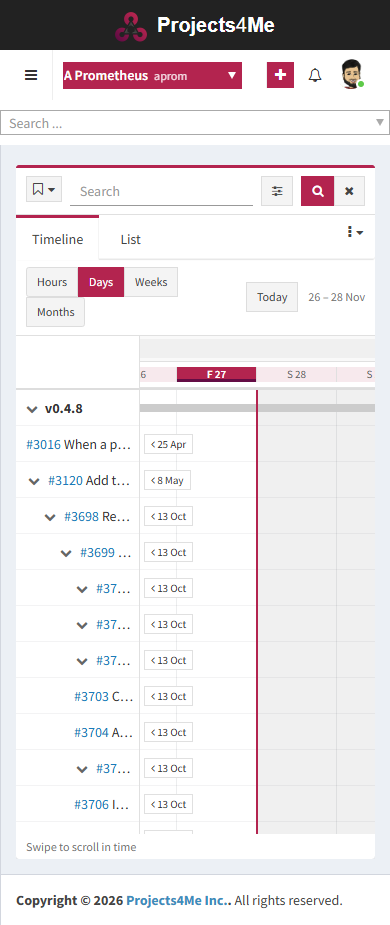 Projects4Me
A Prometheus aprom
Search ...
Search
Timeline List
Hours Days Weeks
Months
Today 26 – 28 Nov
6 F 27 S 28 S
v0.4.8
#3016 When a p… < 25 Apr
#3120 Add t… < 8 May
#3698 Re… < 13 Oct
#3699 … < 13 Oct
#37… < 13 Oct
#37… < 13 Oct
#37… < 13 Oct
#3703 C… < 13 Oct
#3704 A… < 13 Oct
#37… < 13 Oct
#3706 I… < 13 Oct
Swipe to scroll in time
Copyright © 2026 Projects4Me Inc.. All rights reserved.